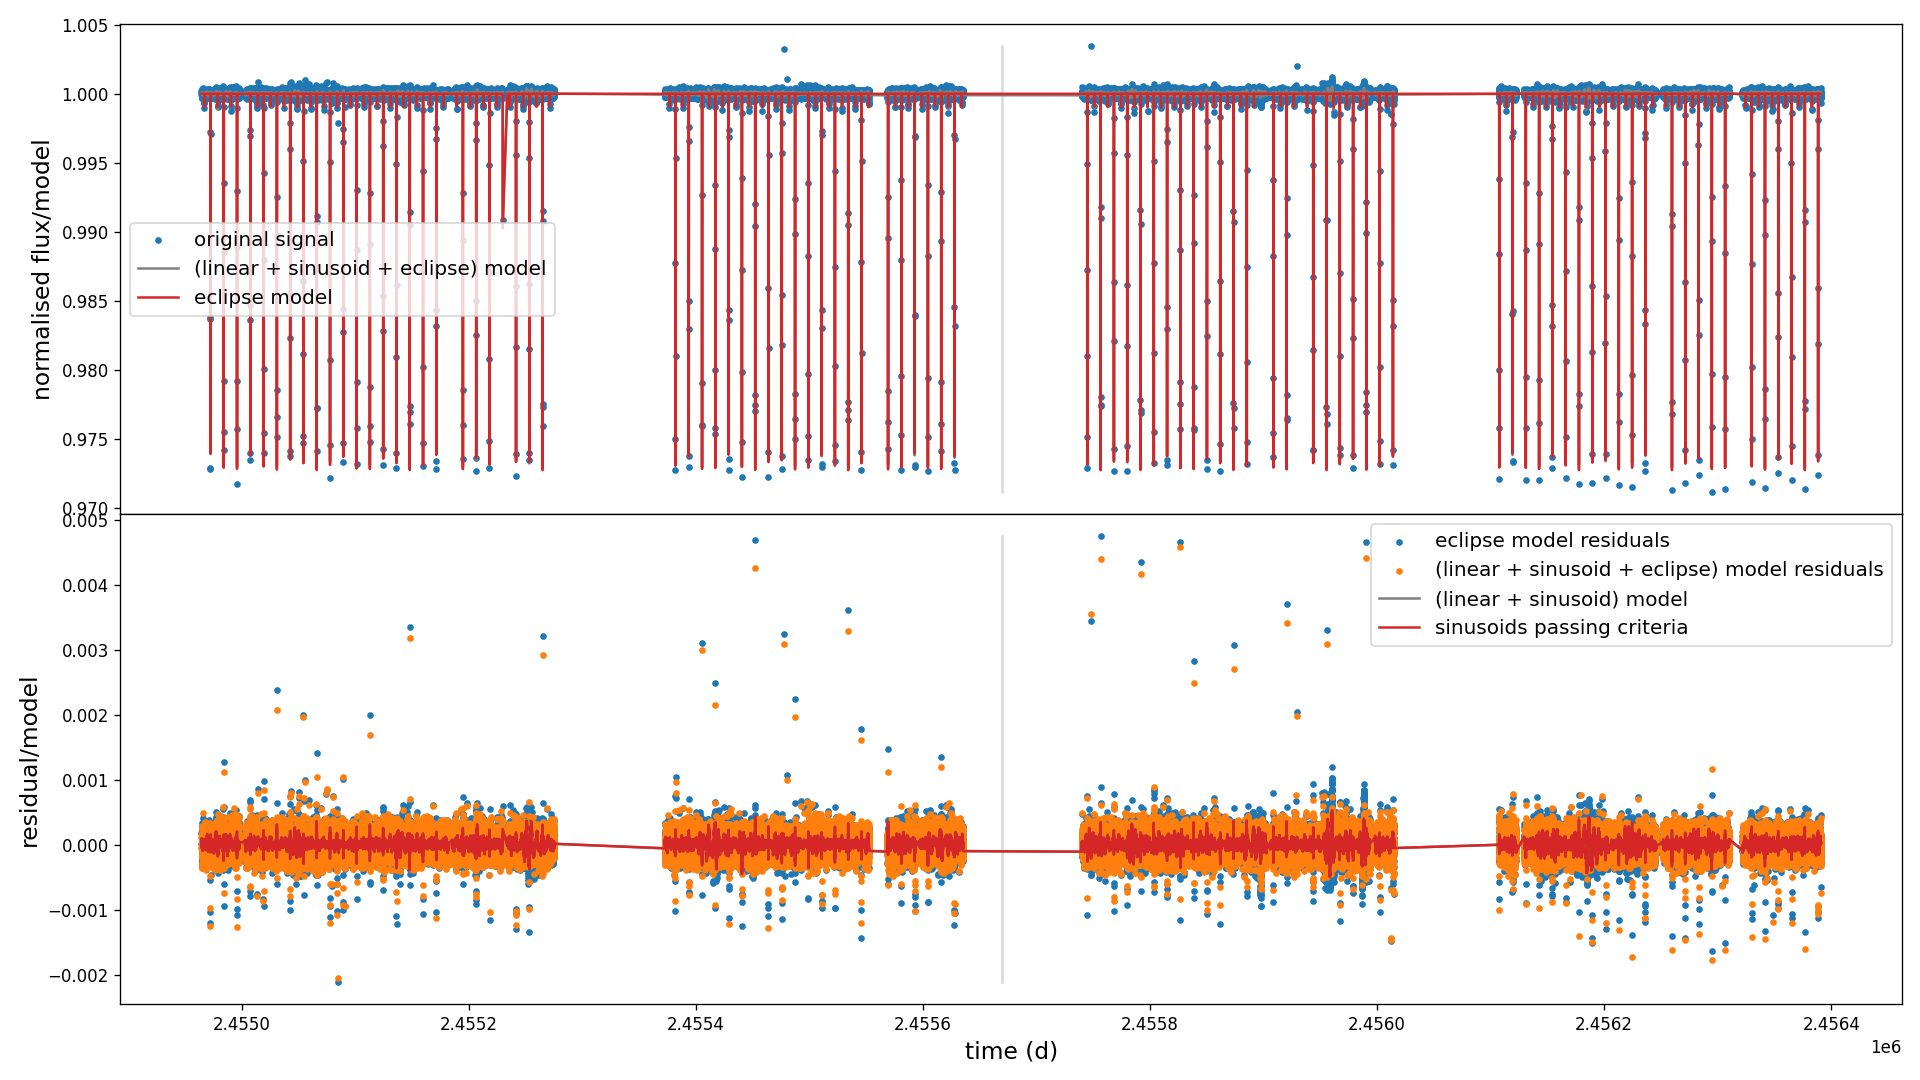 1.005
1.000
0.995
0.990
0.985
0.980
0.975
0.970
normalised flux/model
original signal
(linear + sinusoid + eclipse) model
eclipse model
0.005
0.004
0.003
0.002
0.001
0.000
−0.001
−0.002
residual/model
eclipse model residuals
(linear + sinusoid + eclipse) model residuals
(linear + sinusoid) model
sinusoids passing criteria
2.4550
2.4552
2.4554
2.4556
2.4558
2.4560
2.4562
2.4564
time (d)
1e6